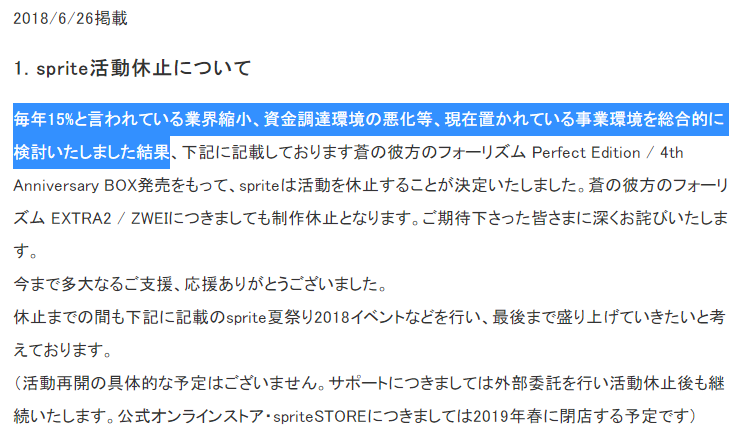 2018/6/26掲載
1. sprite活動休止について
毎年15%と言われている業界縮小、資金調達環境の悪化等、現在置かれている事業環境を総合的に
検討いたしました結果、下記に記載しております蒼の彼方のフォーリズム Perfect Edition / 4th
Anniversary BOX発売をもって、spriteは活動を休止することが決定いたしました。蒼の彼方のフォーリ
ズム EXTRA2 / ZWEIにつきましても制作休止となります。ご期待下さった皆さまに深くお詫びいたしま
す。
今まで多大なるご支援、応援ありがとうございました。
休止までの間も下記に記載のsprite夏祭り2018イベントなどを行い、最後まで盛り上げていきたいと考
えております。
（活動再開の具体的な予定はございません。サポートにつきましては外部委託を行い活動休止後も継
続いたします。公式オンラインストア・spriteSTOREにつきましては2019年春に閉店する予定です）